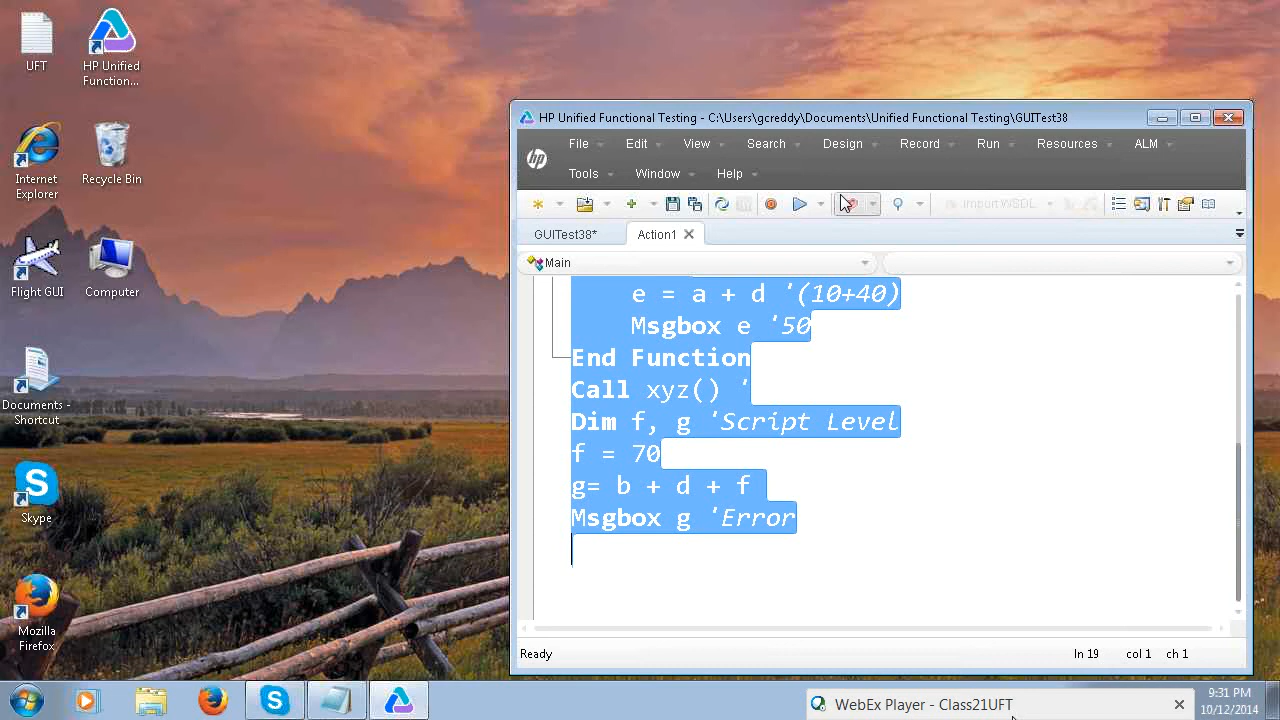 UFT
HP Unified
Function...
Internet
Explorer
Recycle Bin
Flight GUI
Computer
Documents -
Shortcut
Skype
Mozilla
Firefox
HP Unified Functional Testing - C:\Users\gcreddy\Documents\Unified Functional Testing\GUITest38
hp
File Edit View Search Design Record Run Resources ALM
Tools Window Help
Import WSDL
GUITest38* Action1
Main
e = a + d '(10+40)
Msgbox e '50
End Function
Call xyz() '
Dim f, g 'Script Level
f = 70
g= b + d + f
Msgbox g 'Error
Ready ln 19 col 1 ch 1
WebEx Player - Class21UFT
9:31 PM
10/12/2014